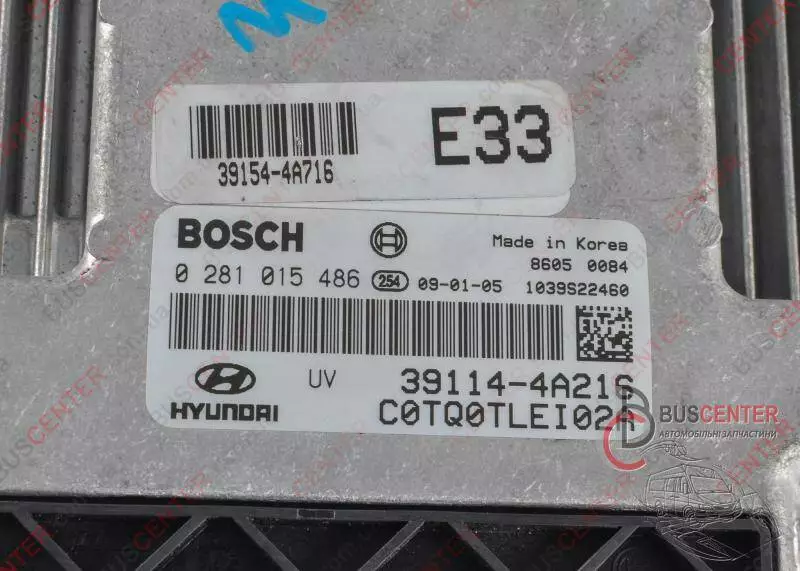 E33
39154-4A716
BOSCH
Made in Korea
8605 0084
0 281 015 486 254 09-01-05 1039S22460
UV 39114-4A216
HYUNDAI C0TQ0TLEI02A
BUSCENTER
АВТОМОБІЛЬНІ ЗАПЧАСТИНИ